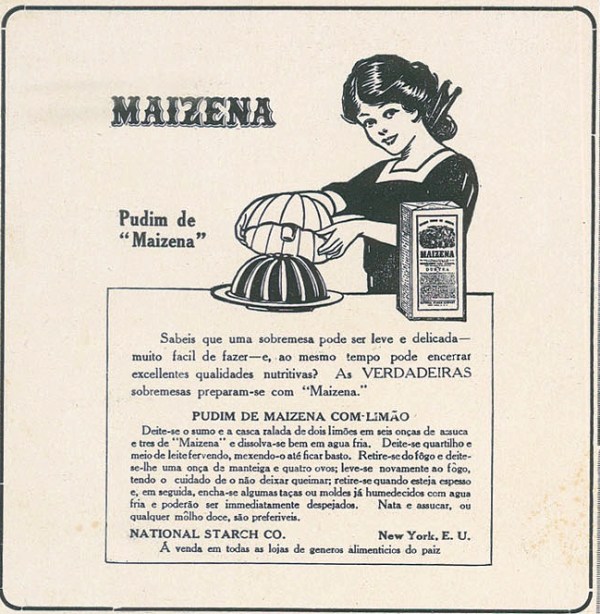 MAIZENA
Pudim de
“Maizena”
MAIZENA
DURYEA
Sabeis que uma sobremesa pode ser leve e delicada—
muito facil de fazer—e, ao mesmo tempo pode encerrar
excellentes qualidades nutritivas? As VERDADEIRAS
sobremesas preparam-se com “Maizena.”
PUDIM DE MAIZENA COM-LIMÃO
Deite-se o sumo e a casca ralada de dois limões em seis onças de assuca
e tres de “Maizena” e dissolva-se bem em agua fria. Deite-se quartilho e
meio de leite fervendo, mexendo-o até ficar basto. Retire-se do fôgo e deite-
se-lhe uma onça de manteiga e quatro ovos; leve-se novamente ao fôgo,
tendo o cuidado de o não deixar queimar; retire-se quando esteja espesso
e, em seguida, encha-se algumas taças ou moldes já humedecidos com agua
fria e poderão ser immediatamente despejados. Nata e assucar, ou
qualquer môlho doce, são preferiveis.
NATIONAL STARCH CO. New York, E. U.
Á venda em todas as lojas de generos alimenticios do paiz